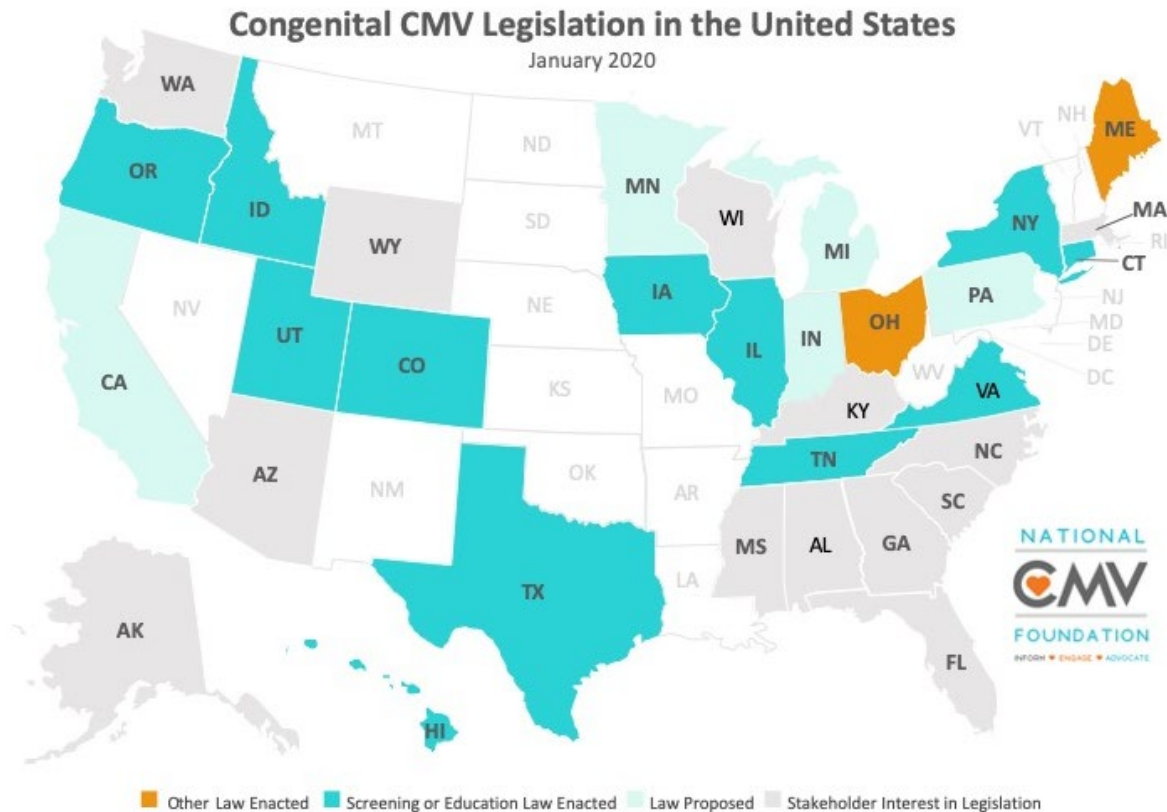 Congenital CMV Legislation in the United States
January 2020
WA
MT
ND
VT
NH
ME
OR
ID
MN
SD
WY
WI
MI
NY
MA
RI
CT
NV
NE
IA
PA
NJ
MD
DE
DC
UT
CO
IL
IN
OH
WV
CA
KS
MO
KY
VA
AZ
NM
OK
AR
TN
NC
SC
MS
AL
GA
TX
LA
AK
FL
HI
NATIONAL
CMV
FOUNDATION
INFORM ENGAGE ADVOCATE
Other Law Enacted Screening or Education Law Enacted Law Proposed Stakeholder Interest in Legislation